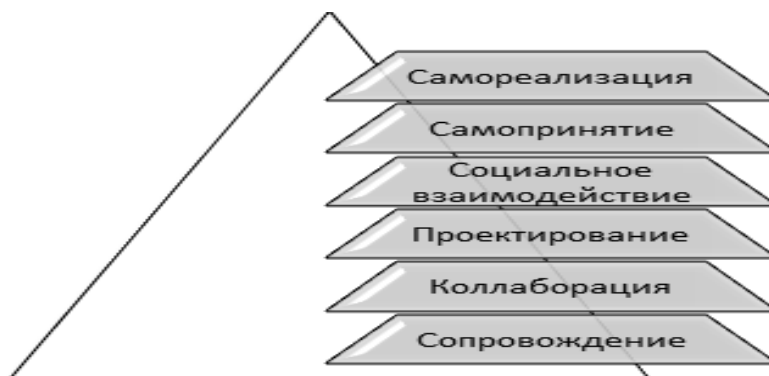 Самореализация
Самопринятие
Социальное
взаимодействие
Проектирование
Коллаборация
Сопровождение